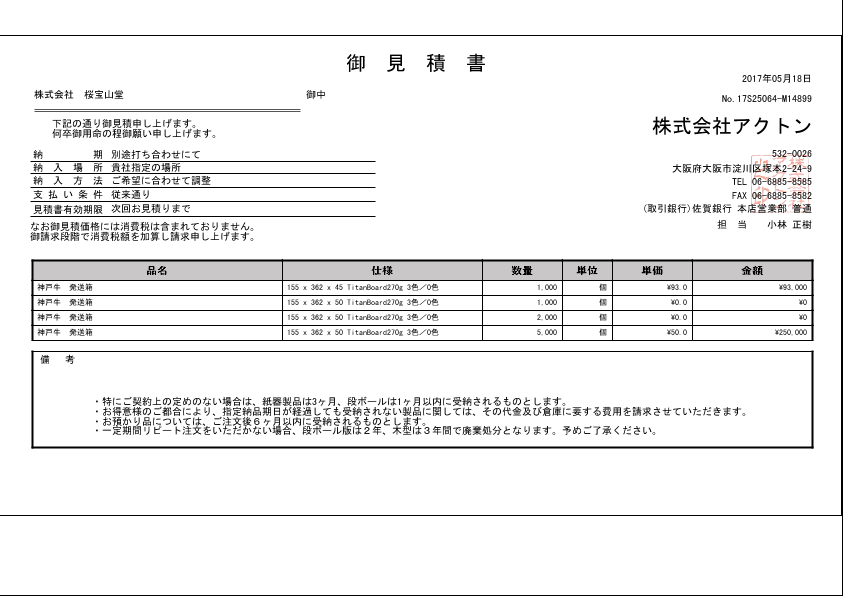 御見積書
2017年05月18日
株式会社 桜宝山堂 御中
No.17S25064-M14899
下記の通り御見積申し上げます。
何卒御用命の程御願い申し上げます。
株式会社アクトン
532-0026
大阪府大阪市淀川区塚本2-24-9
TEL 06-6885-8585
FAX 06-6885-8582
(取引銀行)佐賀銀行 本店営業部 普通
担当 小林 正樹
納期 別途打ち合わせにて
納入場所 貴社指定の場所
納入方法 ご希望に合わせて調整
支払い条件 従来通り
見積書有効期限 次回お見積りまで
なお御見積価格には消費税は含まれておりません。
御請求段階で消費税額を加算し請求申し上げます。
品名 仕様 数量 単位 単価 金額
神戸牛 発送箱 155 x 362 x 45 TitanBoard270g 3色／0色 1,000 個 ¥93.0 ¥93,000
神戸牛 発送箱 155 x 362 x 50 TitanBoard270g 3色／0色 1,000 個 ¥0.0 ¥0
神戸牛 発送箱 155 x 362 x 50 TitanBoard270g 3色／0色 2,000 個 ¥0.0 ¥0
神戸牛 発送箱 155 x 362 x 50 TitanBoard270g 3色／0色 5,000 個 ¥50.0 ¥250,000
備考
・特にご契約上の定めのない場合は、紙器製品は3ヶ月、段ボールは1ヶ月以内に受納されるものとします。
・お得意様のご都合により、指定納品期日が経過しても受納されない製品に関しては、その代金及び倉庫に要する費用を請求させていただきます。
・お預かり品については、ご注文後６ヶ月以内に受納されるものとします。
・一定期間リピート注文をいただかない場合、段ボール版は２年、木型は３年間で廃棄処分となります。予めご了承ください。